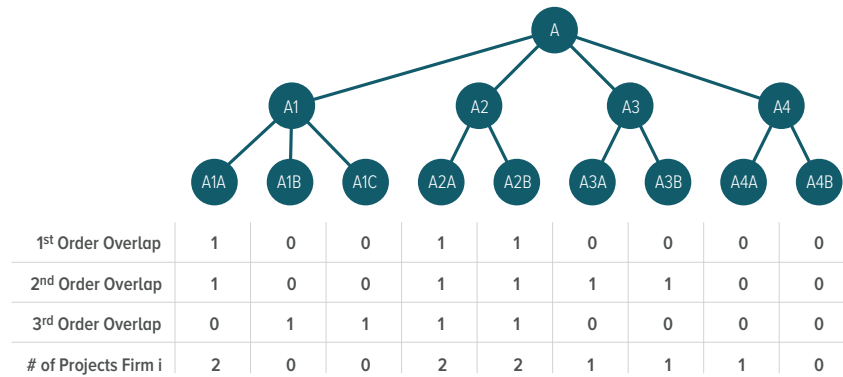 A
A1 A2 A3 A4
A1A A1B A1C A2A A2B A3A A3B A4A A4B
1st Order Overlap 1 0 0 1 1 0 0 0 0
2nd Order Overlap 1 0 0 1 1 1 1 0 0
3rd Order Overlap 0 1 1 1 1 0 0 0 0
# of Projects Firm i 2 0 0 2 2 1 1 1 0